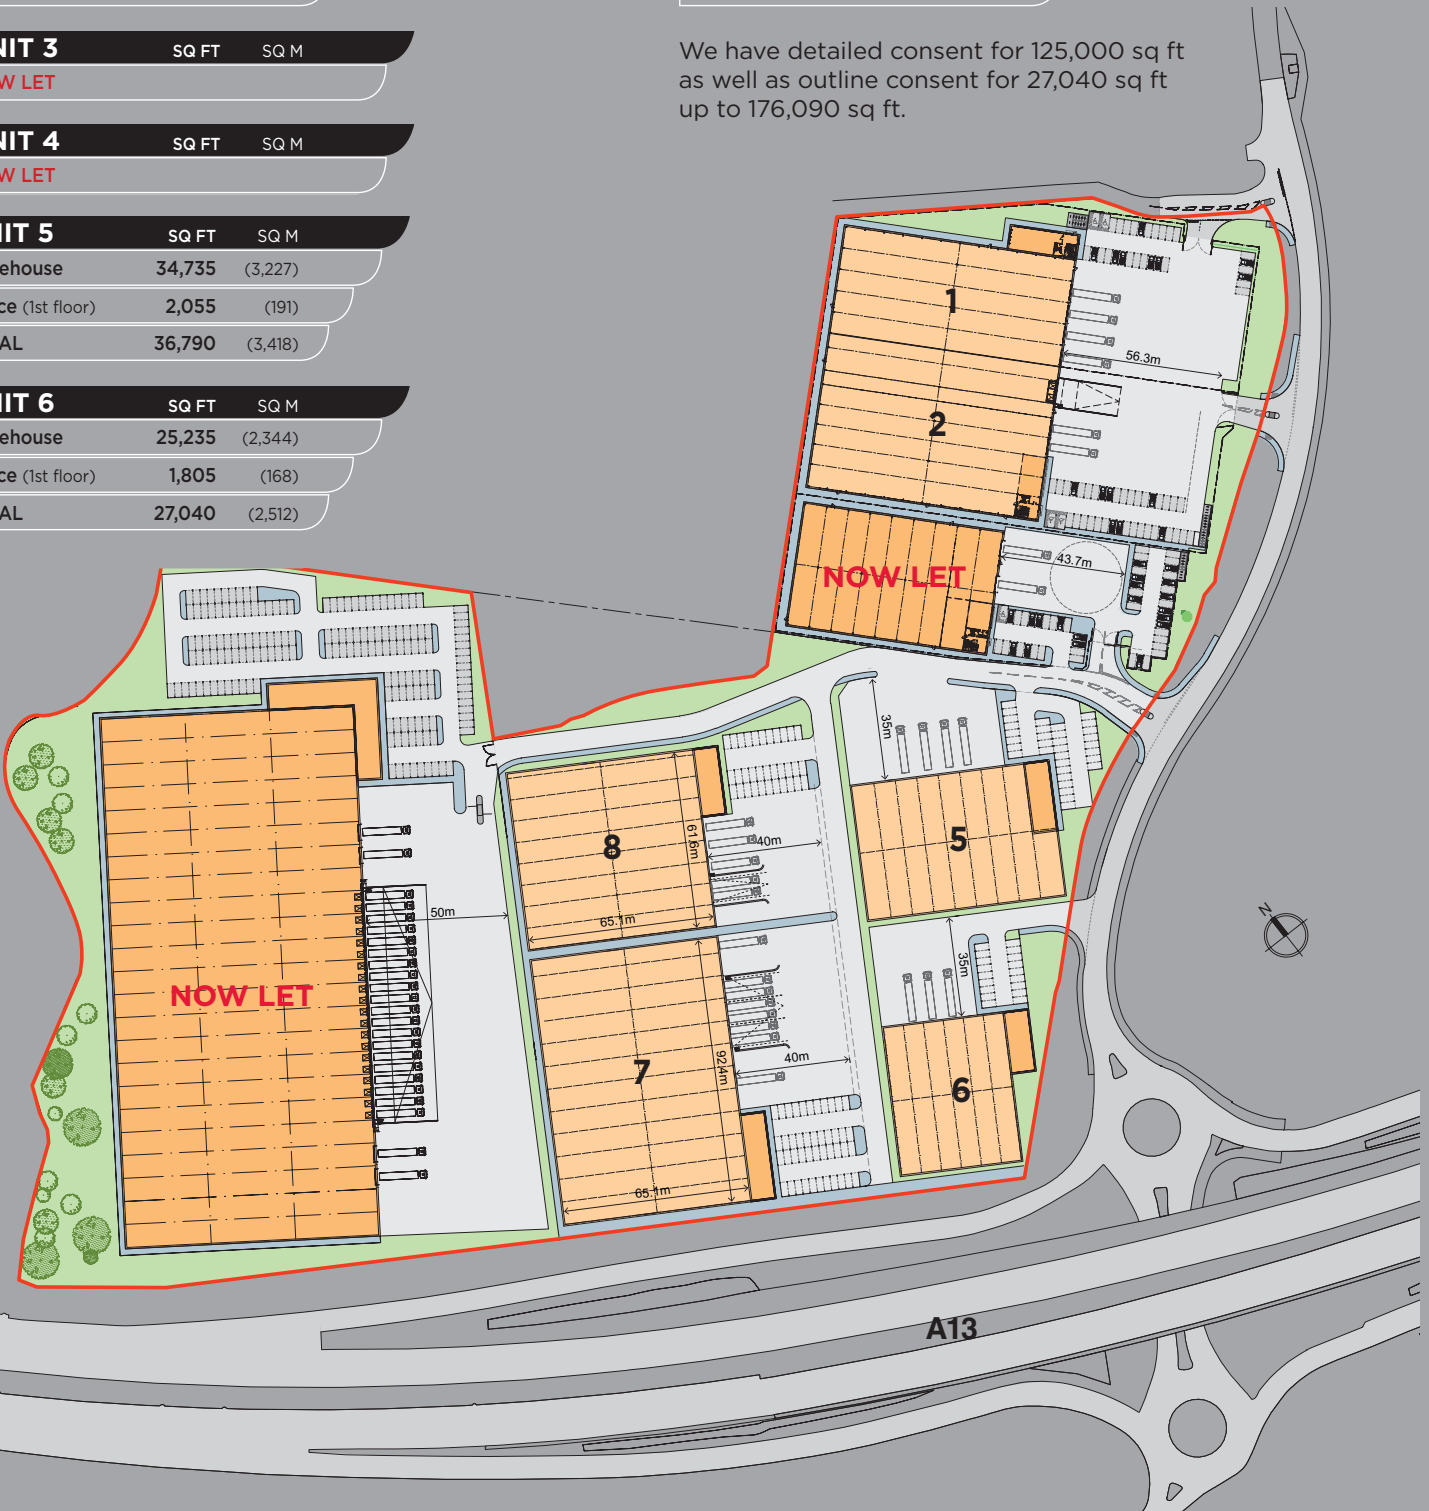 NIT 3 SQ FT SQ M
W LET
NIT 4 SQ FT SQ M
W LET
IT 5 SQ FT SQ M
ehouse 34,735 (3,227)
ce (1st floor) 2,055 (191)
AL 36,790 (3,418)
IT 6 SQ FT SQ M
ehouse 25,235 (2,344)
ce (1st floor) 1,805 (168)
AL 27,040 (2,512)
We have detailed consent for 125,000 sq ft
as well as outline consent for 27,040 sq ft
up to 176,090 sq ft.
1
56.3m
2
NOW LET
43.7m
35m
5
8
61.6m
40m
65.1m
50m
NOW LET
35m
6
7
92.4m
40m
65.1m
N
A13